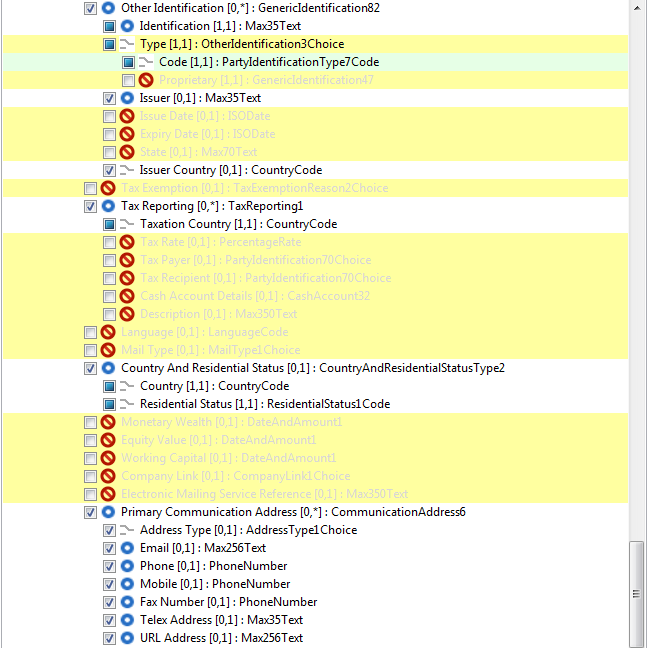 Other Identification [0,*] : GenericIdentification82
Identification [1,1] : Max35Text
Type [1,1] : OtherIdentification3Choice
Code [1,1] : PartyIdentificationType7Code
Proprietary [1,1] : GenericIdentification47
Issuer [0,1] : Max35Text
Issue Date [0,1] : ISODate
Expiry Date [0,1] : ISODate
State [0,1] : Max70Text
Issuer Country [0,1] : CountryCode
Tax Exemption [0,1] : TaxExemptionReason2Choice
Tax Reporting [0,*] : TaxReporting1
Taxation Country [1,1] : CountryCode
Tax Rate [0,1] : PercentageRate
Tax Payer [0,1] : PartyIdentification70Choice
Tax Recipient [0,1] : PartyIdentification70Choice
Cash Account Details [0,1] : CashAccount32
Description [0,1] : Max350Text
Language [0,1] : LanguageCode
Mail Type [0,1] : MailType1Choice
Country And Residential Status [0,1] : CountryAndResidentialStatusType2
Country [1,1] : CountryCode
Residential Status [1,1] : ResidentialStatus1Code
Monetary Wealth [0,1] : DateAndAmount1
Equity Value [0,1] : DateAndAmount1
Working Capital [0,1] : DateAndAmount1
Company Link [0,1] : CompanyLink1Choice
Electronic Mailing Service Reference [0,1] : Max350Text
Primary Communication Address [0,*] : CommunicationAddress6
Address Type [0,1] : AddressType1Choice
Email [0,1] : Max256Text
Phone [0,1] : PhoneNumber
Mobile [0,1] : PhoneNumber
Fax Number [0,1] : PhoneNumber
Telex Address [0,1] : Max35Text
URL Address [0,1] : Max256Text